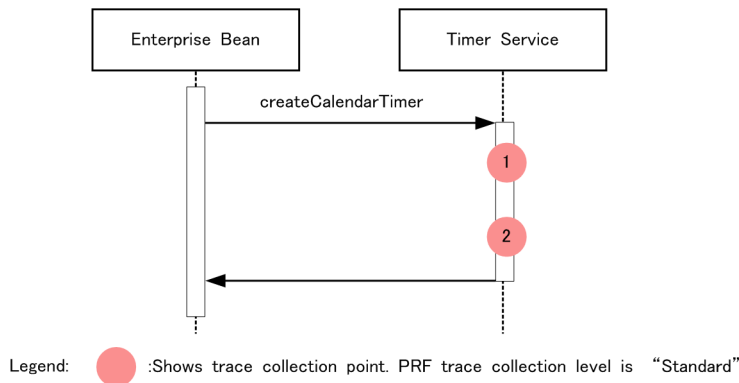 Enterprise Bean
Timer Service
createCalendarTimer
1
2
Legend: :Shows trace collection point. PRF trace collection level is “Standard”